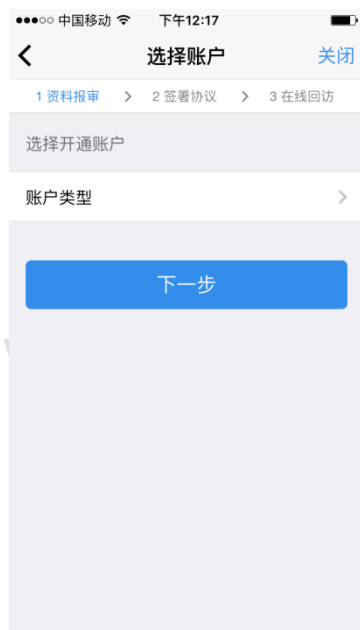 中国移动 下午12:17
选择账户 关闭
1 资料报审 > 2 签署协议 > 3 在线回访
选择开通账户
账户类型
下一步